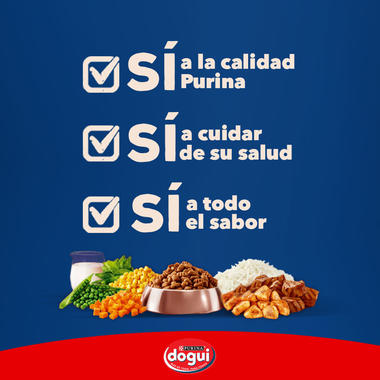 SÍ a la calidad
Purina
SÍ a cuidar
de su salud
SÍ a todo
el sabor
PURINA
dogui